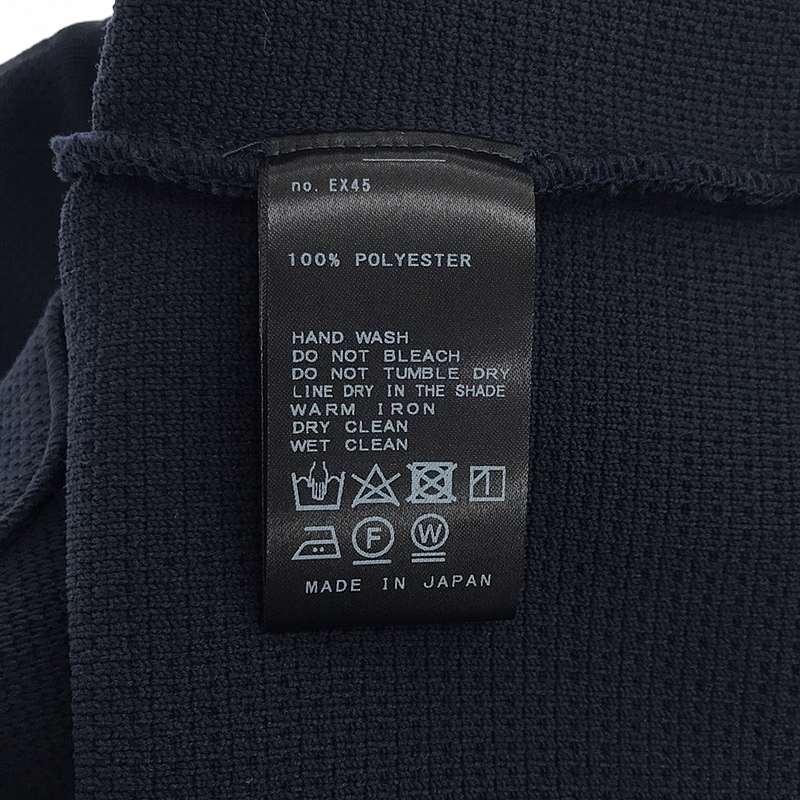 no. EX45
100% POLYESTER
HAND WASH
DO NOT BLEACH
DO NOT TUMBLE DRY
LINE DRY IN THE SHADE
WARM IRON
DRY CLEAN
WET CLEAN
F W
MADE IN JAPAN